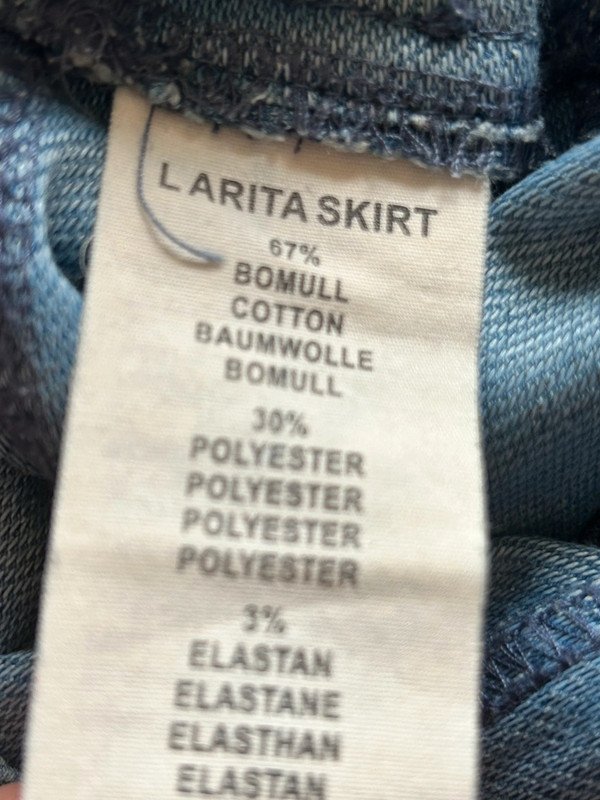 L ARITA SKIRT
67%
BOMULL
COTTON
BAUMWOLLE
BOMULL
30%
POLYESTER
POLYESTER
POLYESTER
POLYESTER
3%
ELASTAN
ELASTANE
ELASTHAN
ELASTAN